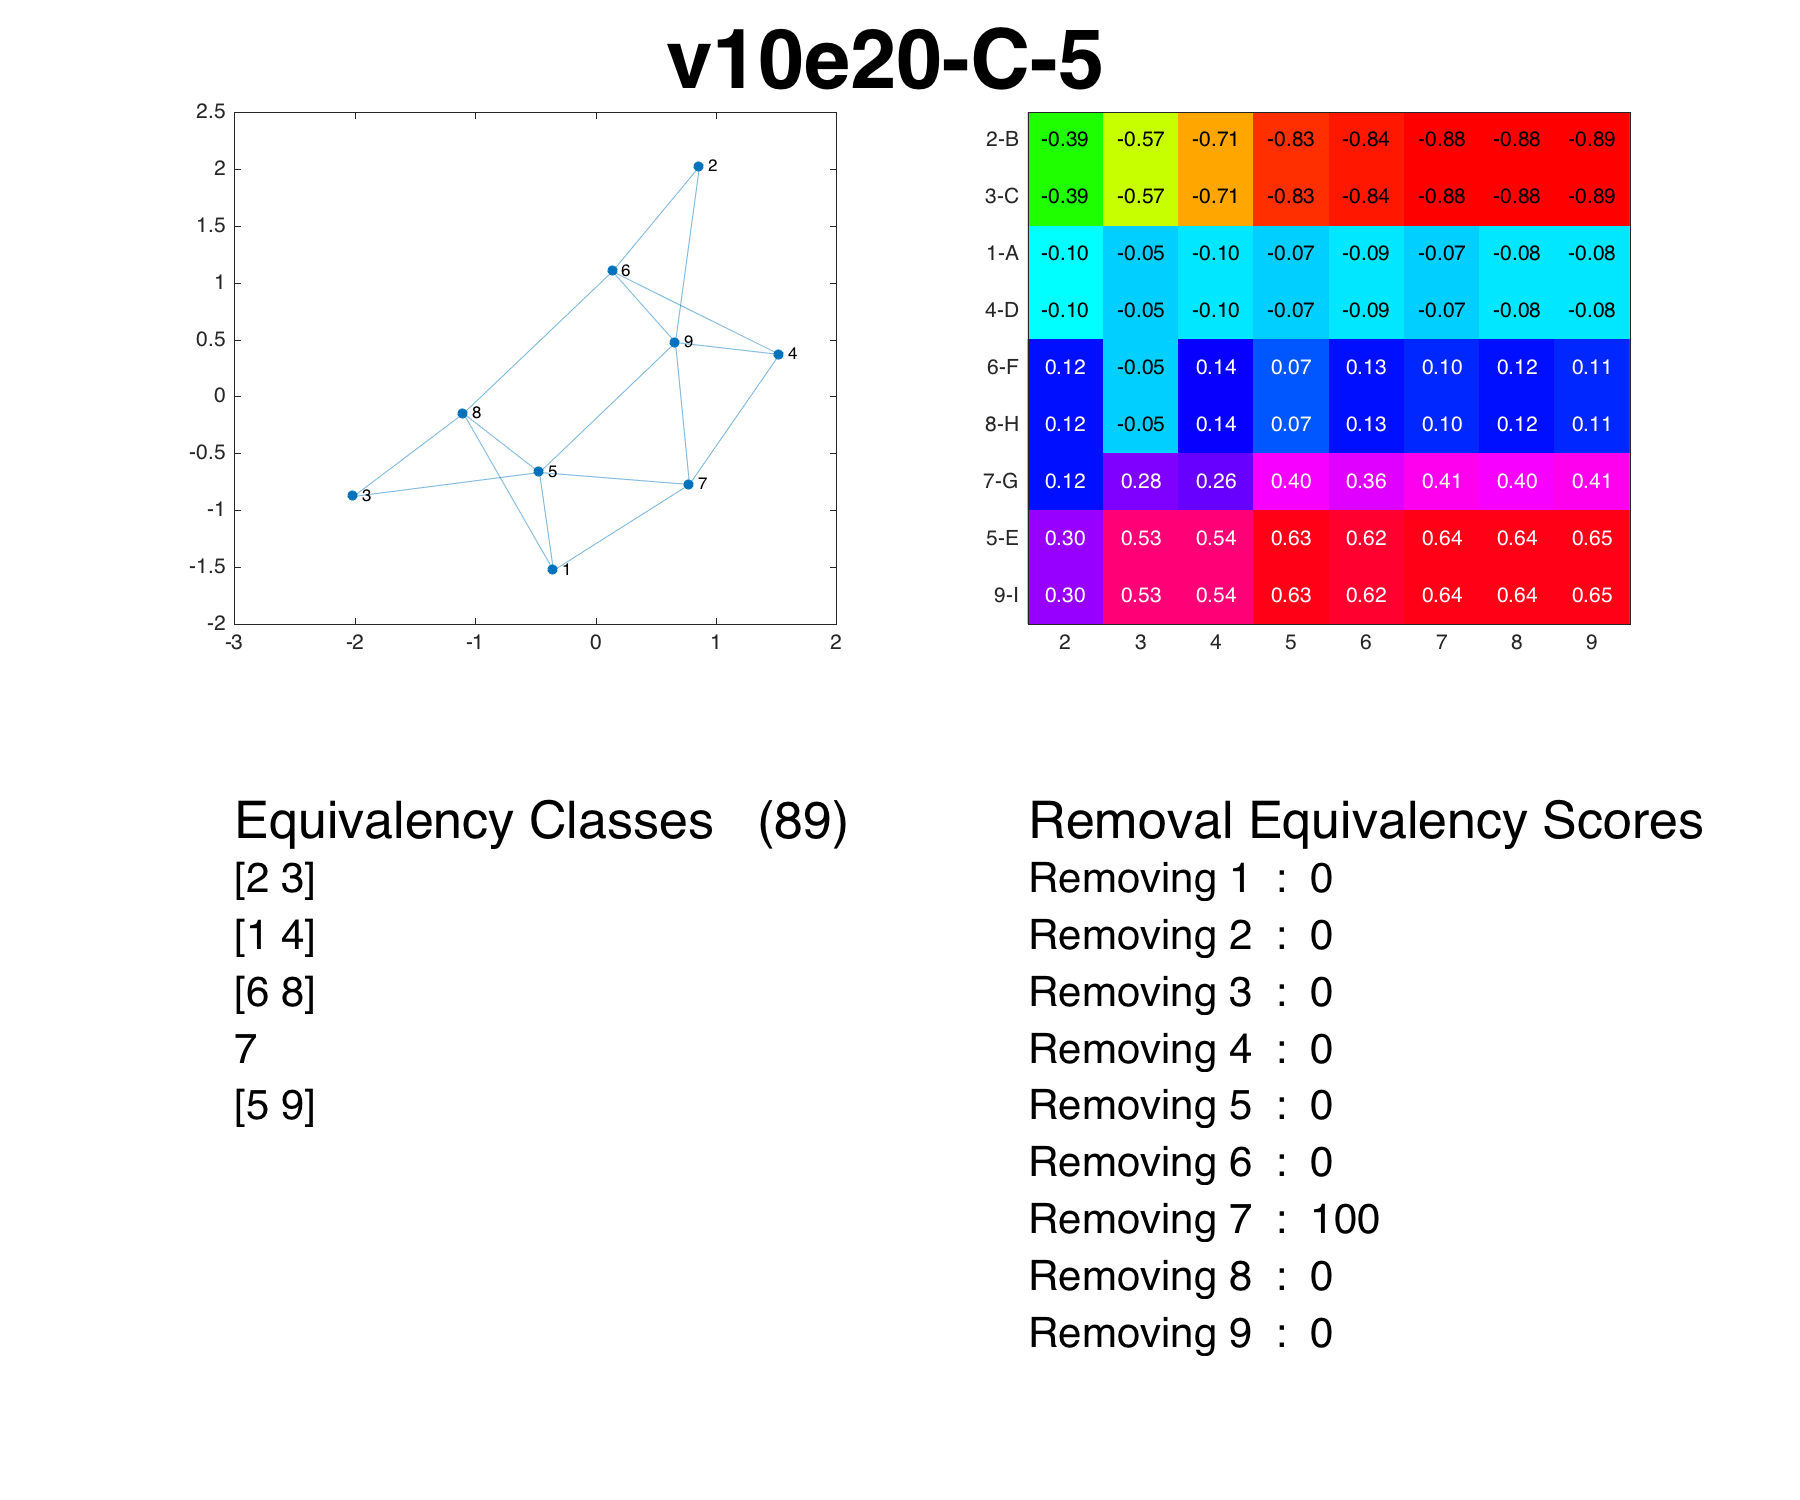 v10e20-C-5
2.5
2
1.5
1
0.5
0
-0.5
-1
-1.5
-2
-3 -2 -1 0 1 2
2
6
9
4
8
5
3
7
1
2-B -0.39 -0.57 -0.71 -0.83 -0.84 -0.88 -0.88 -0.89
3-C -0.39 -0.57 -0.71 -0.83 -0.84 -0.88 -0.88 -0.89
1-A -0.10 -0.05 -0.10 -0.07 -0.09 -0.07 -0.08 -0.08
4-D -0.10 -0.05 -0.10 -0.07 -0.09 -0.07 -0.08 -0.08
6-F 0.12 -0.05 0.14 0.07 0.13 0.10 0.12 0.11
8-H 0.12 -0.05 0.14 0.07 0.13 0.10 0.12 0.11
7-G 0.12 0.28 0.26 0.40 0.36 0.41 0.40 0.41
5-E 0.30 0.53 0.54 0.63 0.62 0.64 0.64 0.65
9-I 0.30 0.53 0.54 0.63 0.62 0.64 0.64 0.65
2 3 4 5 6 7 8 9
Equivalency Classes (89)
[2 3]
[1 4]
[6 8]
7
[5 9]
Removal Equivalency Scores
Removing 1 : 0
Removing 2 : 0
Removing 3 : 0
Removing 4 : 0
Removing 5 : 0
Removing 6 : 0
Removing 7 : 100
Removing 8 : 0
Removing 9 : 0